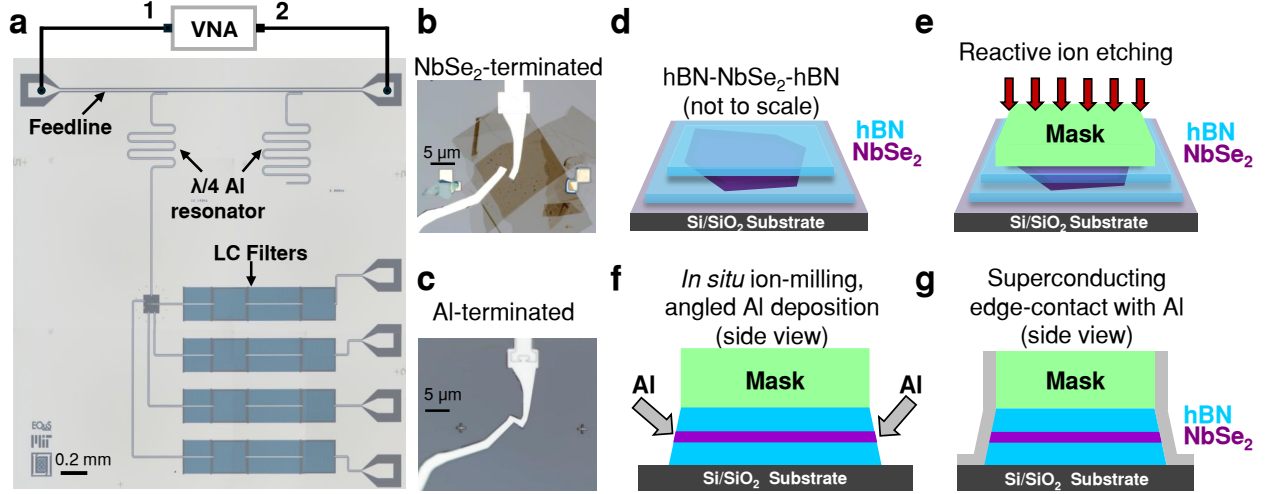 a
1
VNA
2
Feedline
λ/4 Al
resonator
LC Filters
EQuS
MIT
0.2 mm
b
NbSe₂-terminated
5 μm
c
Al-terminated
5 μm
d
hBN-NbSe₂-hBN
(not to scale)
hBN
NbSe₂
Si/SiO₂ Substrate
e
Reactive ion etching
Mask
hBN
NbSe₂
Si/SiO₂ Substrate
f
In situ ion-milling,
angled Al deposition
(side view)
Al
Mask
Al
Si/SiO₂ Substrate
g
Superconducting
edge-contact with Al
(side view)
Mask
hBN
NbSe₂
Si/SiO₂ Substrate